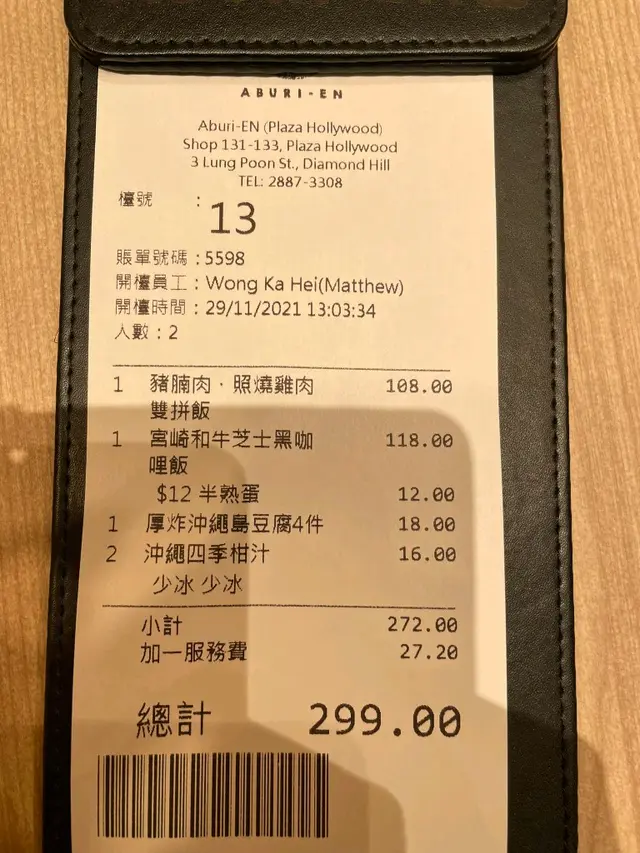 ABURI-EN
Aburi-EN (Plaza Hollywood)
Shop 131-133, Plaza Hollywood
3 Lung Poon St., Diamond Hill
TEL: 2887-3308
檯號 : 13
賬單號碼 : 5598
開檯員工 : Wong Ka Hei(Matthew)
開檯時間 : 29/11/2021 13:03:34
人數 : 2
1 豬腩肉．照燒雞肉 108.00
雙拼飯
1 宮崎和牛芝士黑咖 118.00
哩飯
$12 半熟蛋 12.00
1 厚炸沖繩島豆腐4件 18.00
2 沖繩四季柑汁 16.00
少冰 少冰
小計 272.00
加一服務費 27.20
總計 299.00